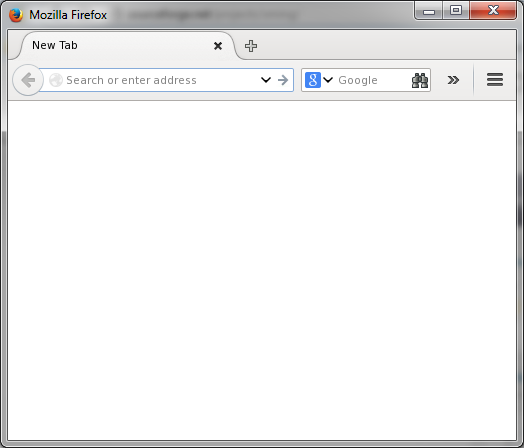 Mozilla Firefox
New Tab
Search or enter address
Google